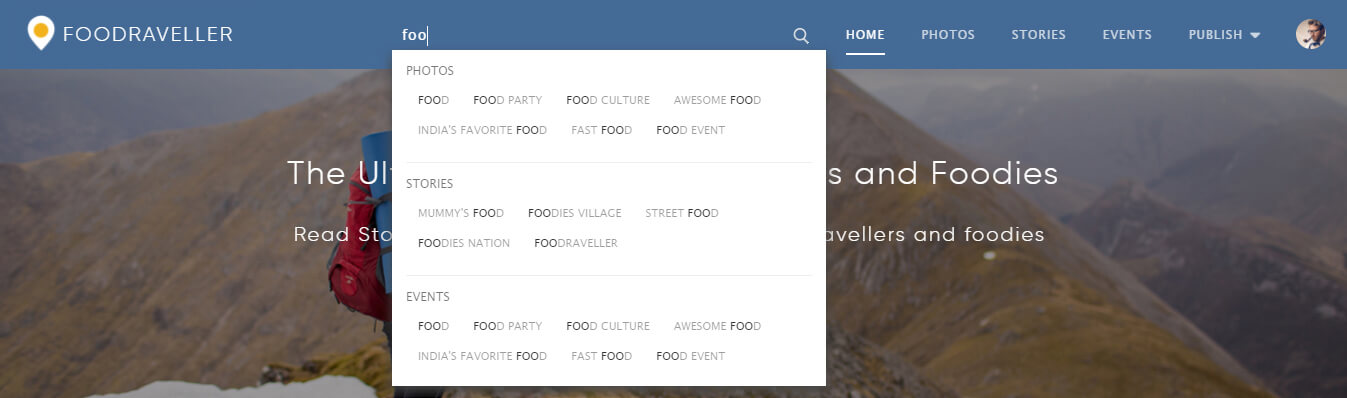 FOODRAVELLER
foo
HOME PHOTOS STORIES EVENTS PUBLISH
PHOTOS
FOOD FOOD PARTY FOOD CULTURE AWESOME FOOD
INDIA'S FAVORITE FOOD FAST FOOD FOOD EVENT
The Ul s and Foodies
STORIES
MUMMY'S FOOD FOODIES VILLAGE STREET FOOD
Read Sto avellers and foodies
FOODIES NATION FOODRAVELLER
EVENTS
FOOD FOOD PARTY FOOD CULTURE AWESOME FOOD
INDIA'S FAVORITE FOOD FAST FOOD FOOD EVENT